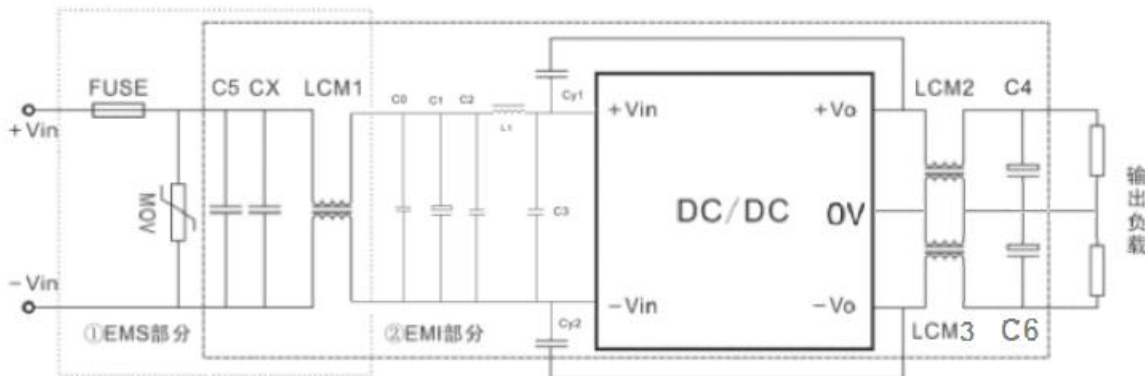 FUSE
C5
CX
LCM1
C0
C1
C2
L1
Cy1
+Vin
+Vin
+Vo
LCM2
C4
MOV
C3
DC/DC
0V
输出负载
-Vin
-Vin
-Vo
①EMS部分
②EMI部分
Cy2
LCM3
C6